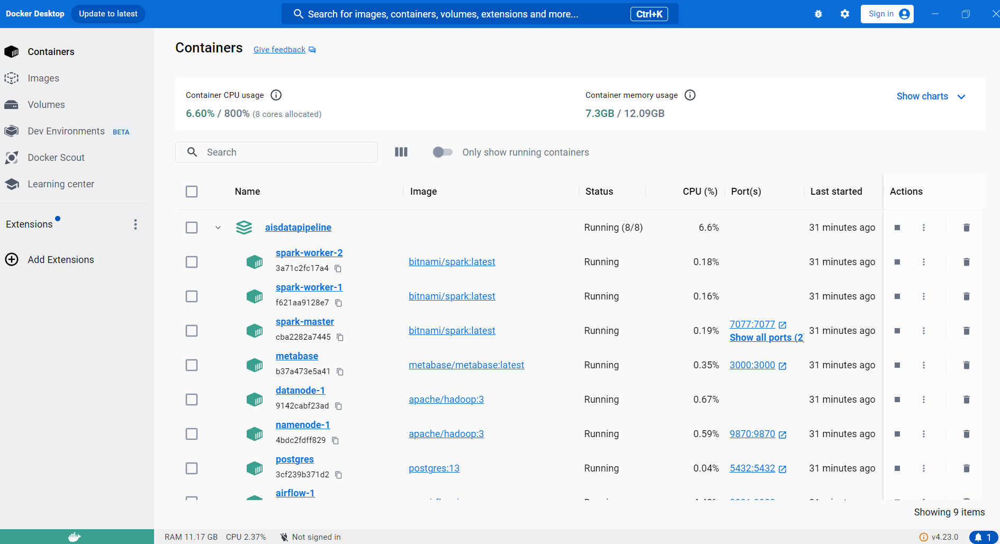 Docker Desktop Update to latest Search for images, containers, volumes, extensions and more... Ctrl+K Sign in
Containers
Images
Volumes
Dev Environments BETA
Docker Scout
Learning center
Extensions
Add Extensions
Containers Give feedback
Container CPU usage
6.60% / 800% (8 cores allocated)
Container memory usage
7.3GB / 12.09GB
Show charts
Search Only show running containers
Name Image Status CPU (%) Port(s) Last started Actions
aisdatapipeline Running (8/8) 6.6% 31 minutes ago
spark-worker-2
3a71c2fc17a4
bitnami/spark:latest Running 0.18% 31 minutes ago
spark-worker-1
f621aa9128e7
bitnami/spark:latest Running 0.16% 31 minutes ago
spark-master
cba2282a7445
bitnami/spark:latest Running 0.19% 7077:7077 31 minutes ago
Show all ports (2)
metabase
b37a473e5a41
metabase/metabase:latest Running 0.35% 3000:3000 31 minutes ago
datanode-1
9142cabf23ad
apache/hadoop:3 Running 0.67% 31 minutes ago
namenode-1
4bdc2fdff829
apache/hadoop:3 Running 0.59% 9870:9870 31 minutes ago
postgres
3cf239b371d2
postgres:13 Running 0.04% 5432:5432 31 minutes ago
airflow-1
Showing 9 items
RAM 11.17 GB CPU 2.37% Not signed in v4.23.0 1